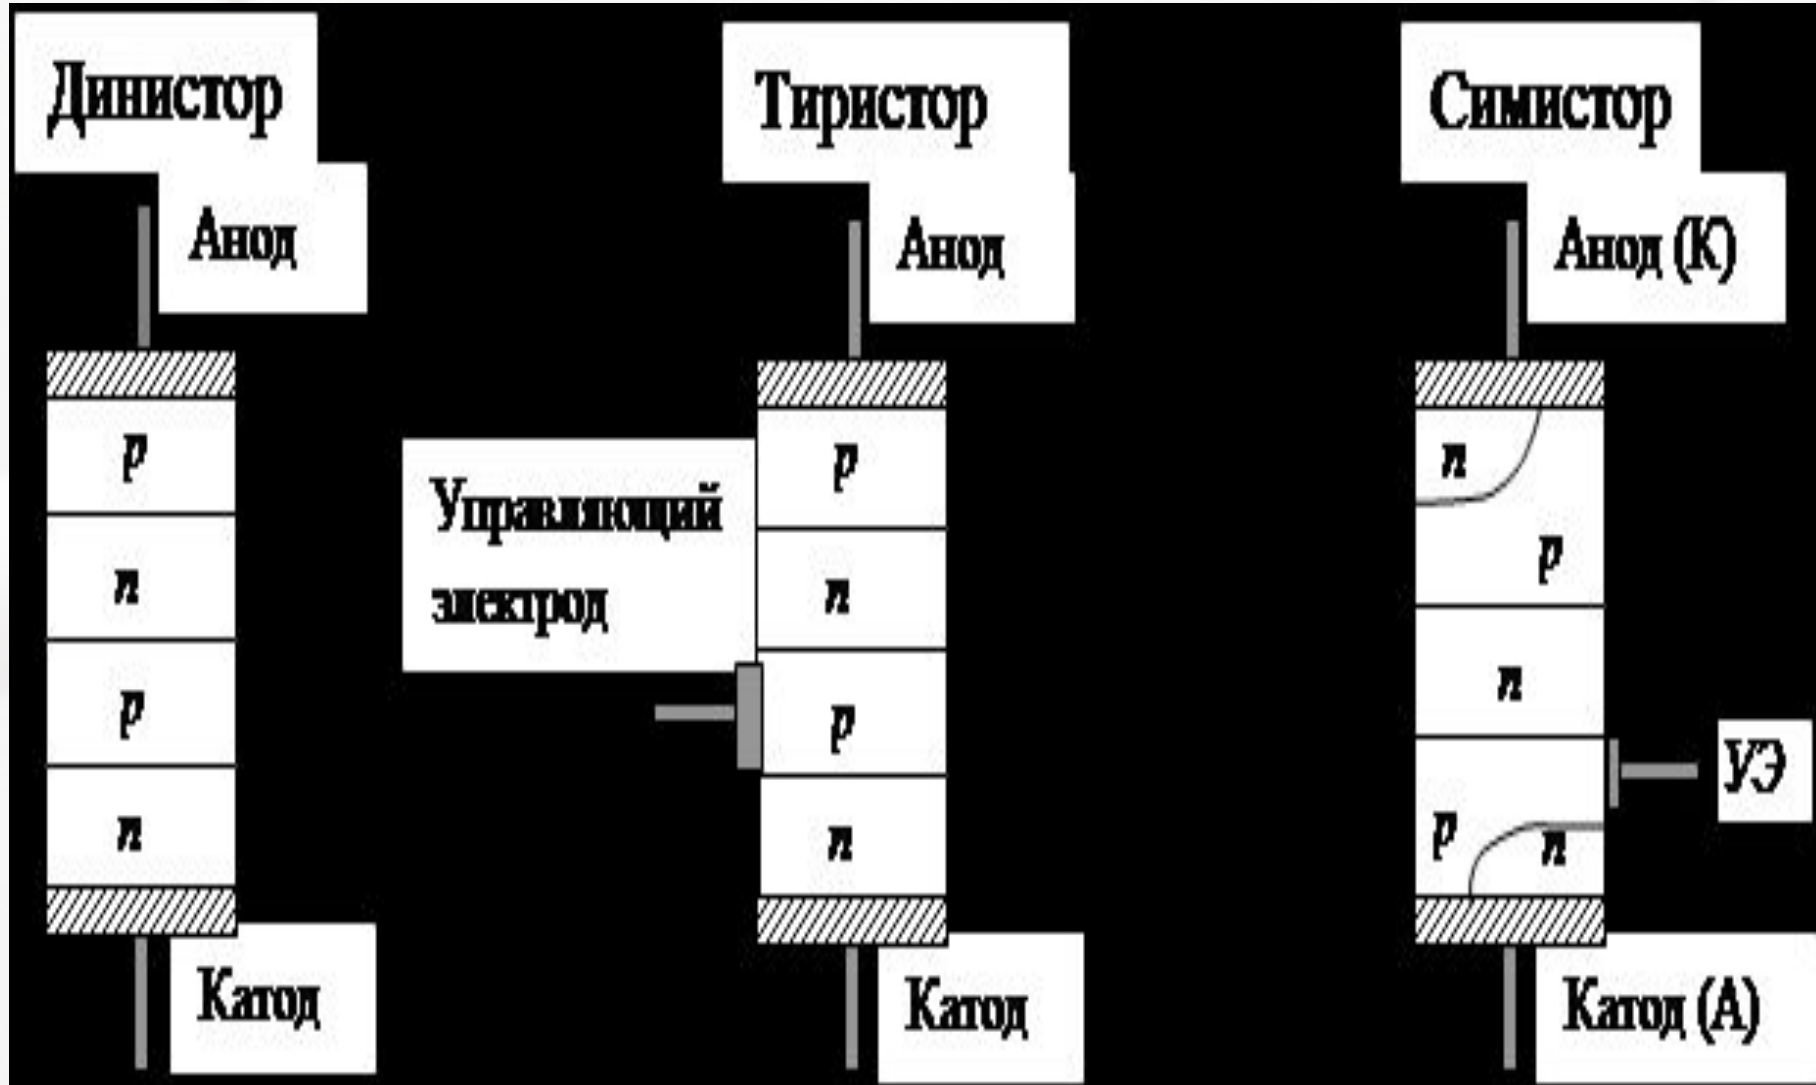 Динистор
Анод
p
n
p
n
Катод
Тиристор
Анод
Управляющий
электрод
p
n
p
n
Катод
Симистор
Анод (К)
n
p
n
p
n
УЭ
Катод (А)